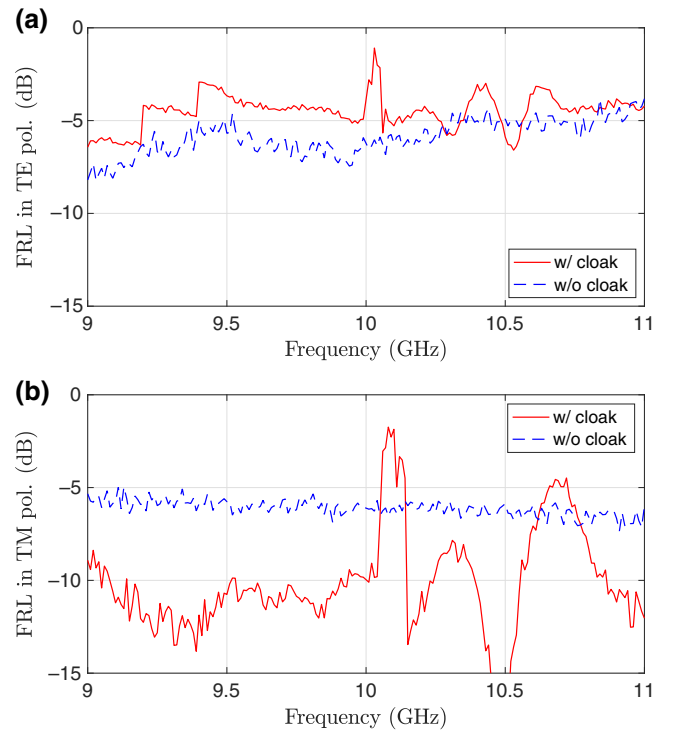 (a)
0
-5
-10
-15
FRL in TE pol. (dB)
w/ cloak
w/o cloak
9
9.5
10
10.5
11
Frequency (GHz)
(b)
0
-5
-10
-15
FRL in TM pol. (dB)
w/ cloak
w/o cloak
9
9.5
10
10.5
11
Frequency (GHz)